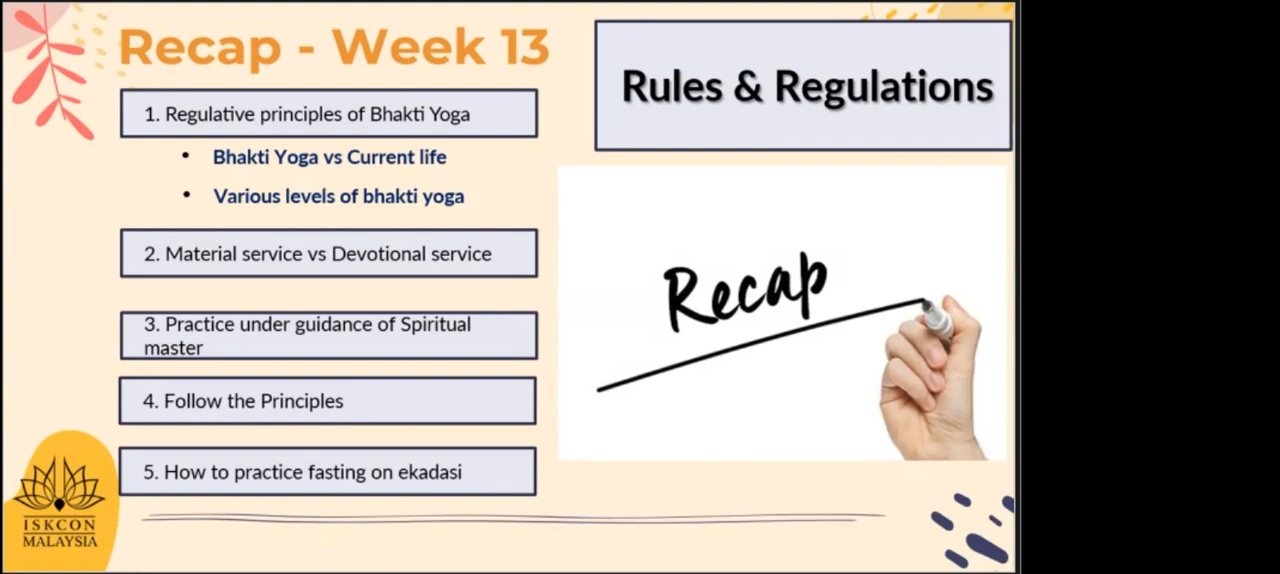 Recap - Week 13
Rules & Regulations
1. Regulative principles of Bhakti Yoga
• Bhakti Yoga vs Current life
• Various levels of bhakti yoga
2. Material service vs Devotional service
3. Practice under guidance of Spiritual
master
4. Follow the Principles
5. How to practice fasting on ekadasi
Recap
ISKCON
MALAYSIA